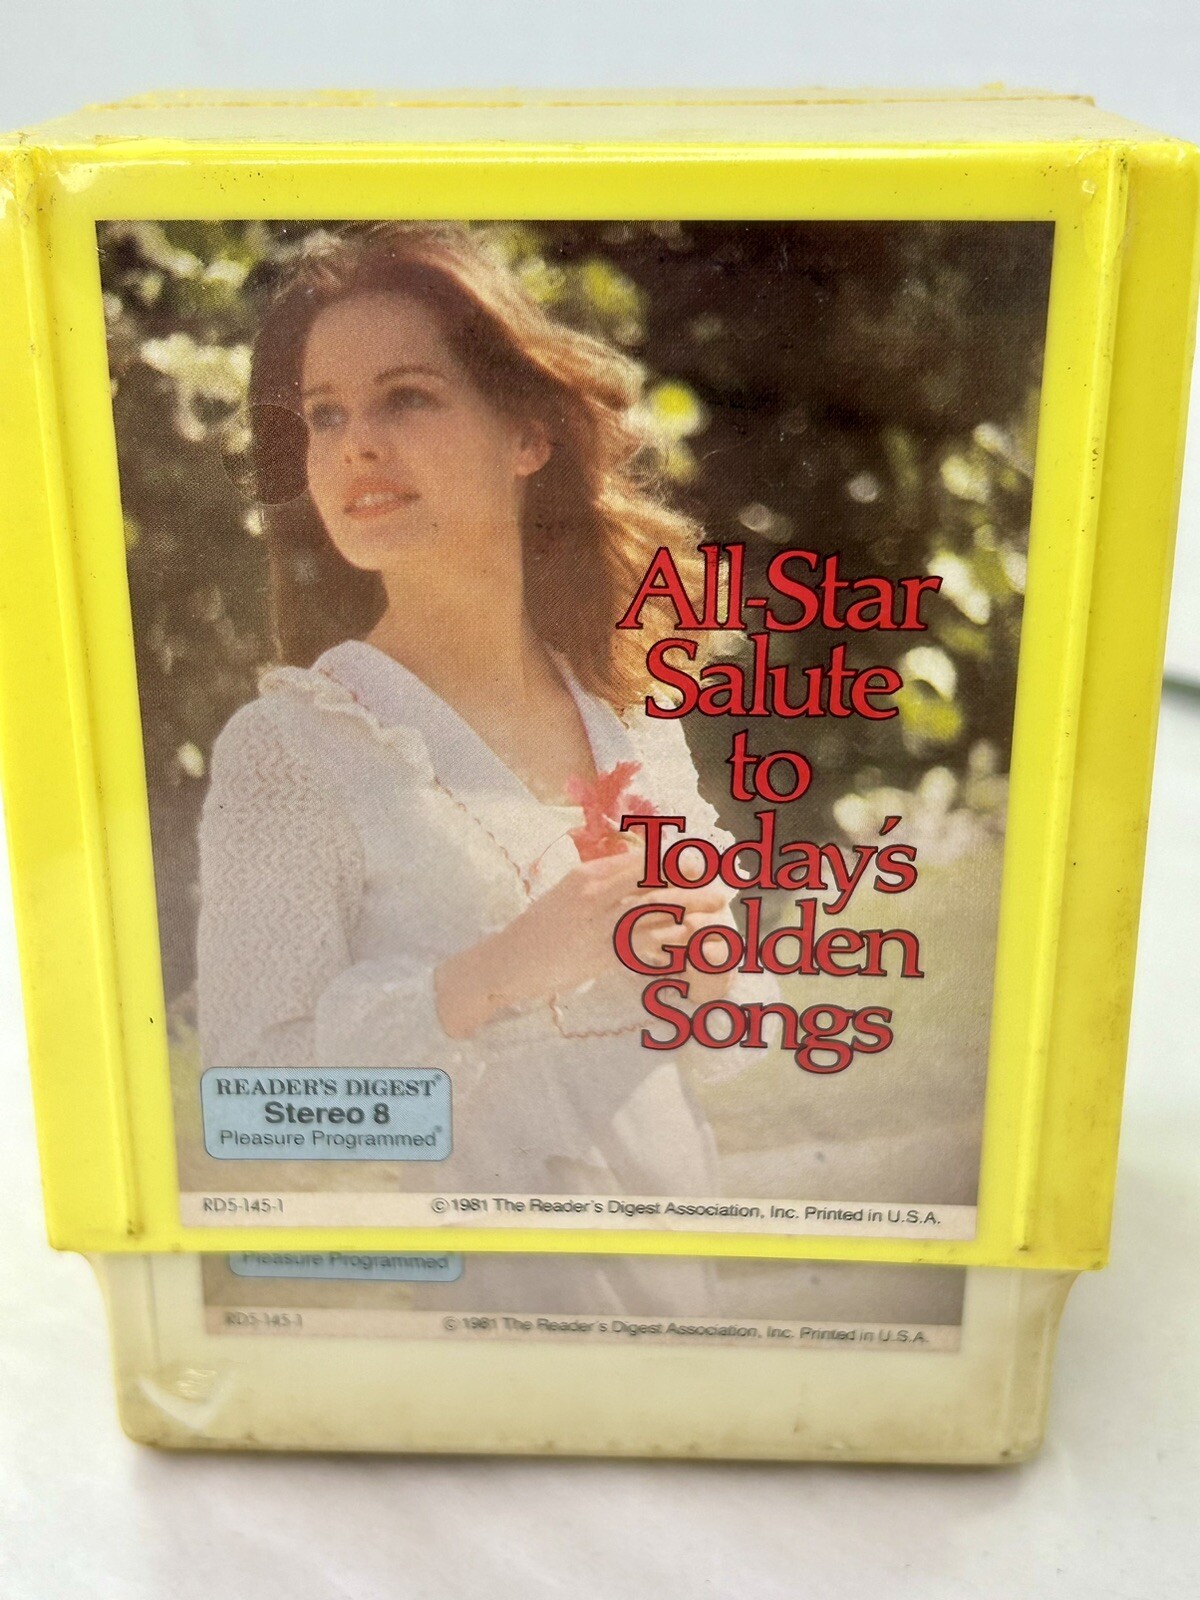 All-Star
Salute
to
Today's
Golden
Songs
READER'S DIGEST®
Stereo 8
Pleasure Programmed®
RD5-145-1
©1981 The Reader's Digest Association, Inc. Printed in U.S.A.
Pleasure Programmed®
RD5-145-1
©1981 The Reader's Digest Association, Inc. Printed in U.S.A.